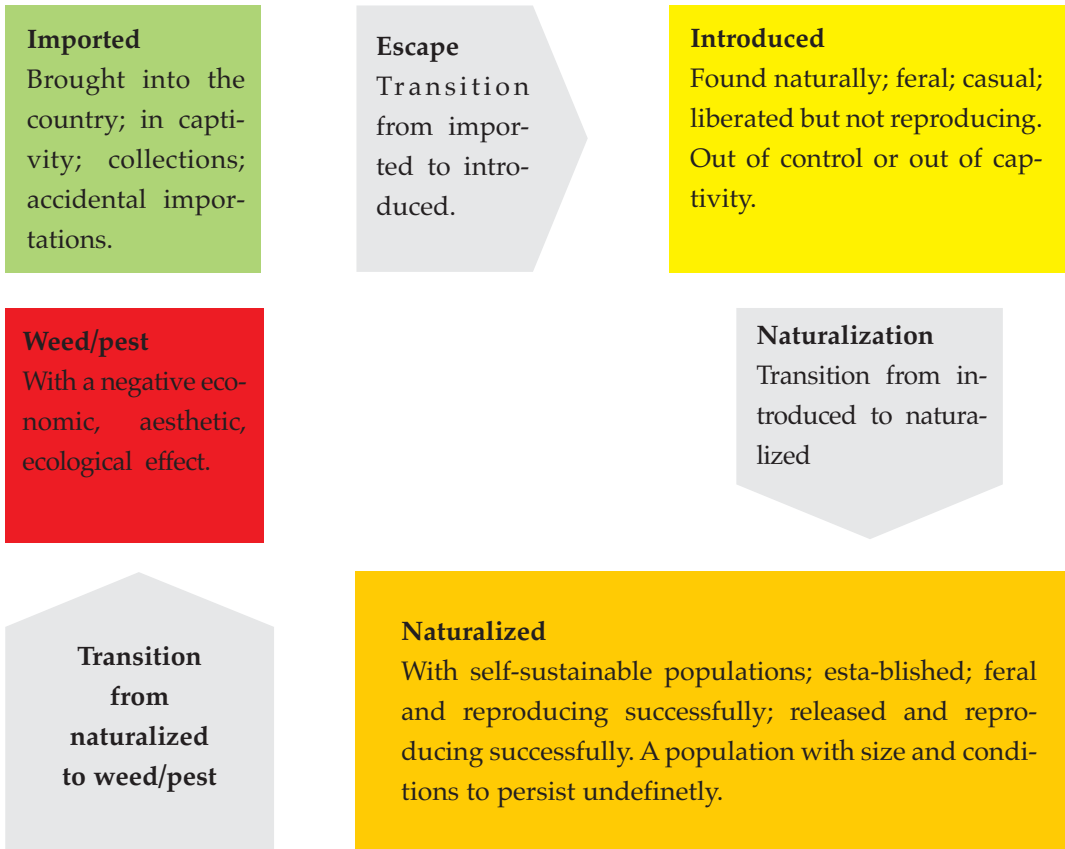 Imported
Brought into the
country; in capti-
vity; collections;
accidental impor-
tations.
Escape
Transition
from impor-
ted to intro-
duced.
Introduced
Found naturally; feral; casual;
liberated but not reproducing.
Out of control or out of cap-
tivity.
Weed/pest
With a negative eco-
nomic, aesthetic,
ecological effect.
Naturalization
Transition from in-
troduced to natura-
lized
Transition
from
naturalized
to weed/pest
Naturalized
With self-sustainable populations; esta-blished; feral
and reproducing successfully; released and repro-
ducing successfully. A population with size and condi-
tions to persist undefinetly.